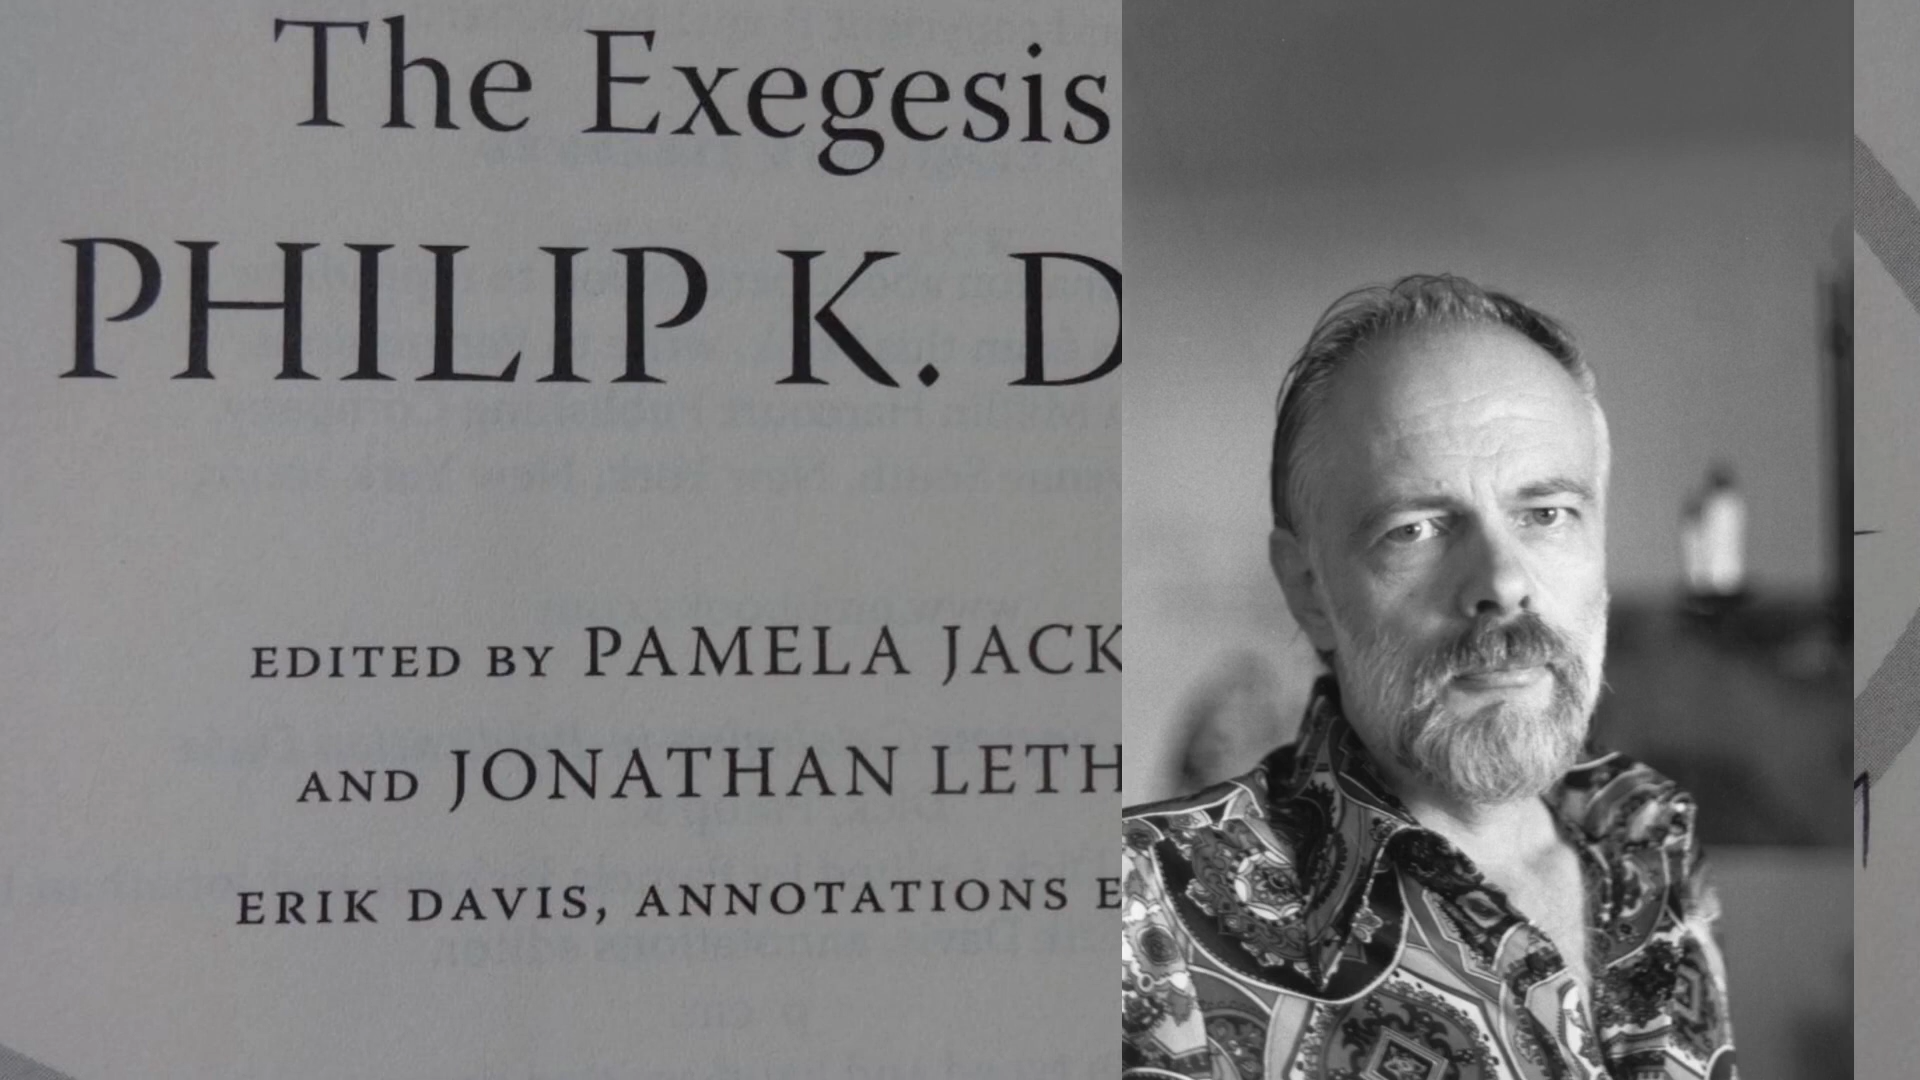 The Exegesis
PHILIP K. D
EDITED BY PAMELA JACK
AND JONATHAN LETH
ERIK DAVIS, ANNOTATIONS E